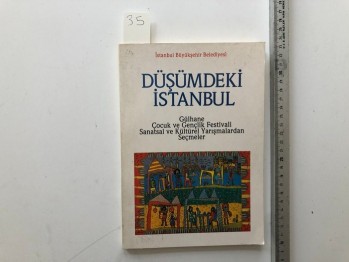 35
İstanbul Büyükşehir Belediyesi
DÜŞÜMDEKİ
İSTANBUL
Gülhane
Çocuk ve Gençlik Festivali
Sanatsal ve Kültürel Yarışmalardan
Seçmeler